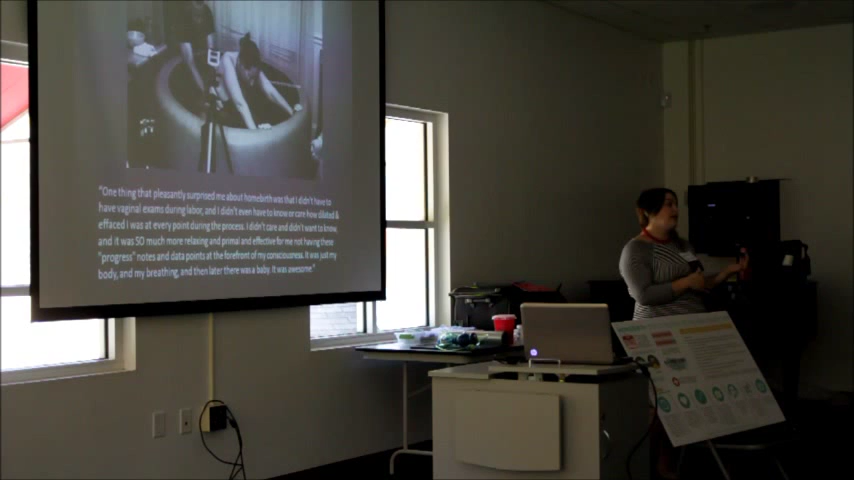 "One thing that pleasantly surprised me about homebirth was that I didn't have to
have vaginal exams during labor, and I didn't even have to know or care how dilated &
effaced i was at every point during the process. I didn't care and didn't want to know,
and it was SO much more relaxing and primal and effective for me not having these
"progress" notes and data points at the forefront of my consciousness. It was just my
body, and my breathing, and then later there was a baby. It was awesome."